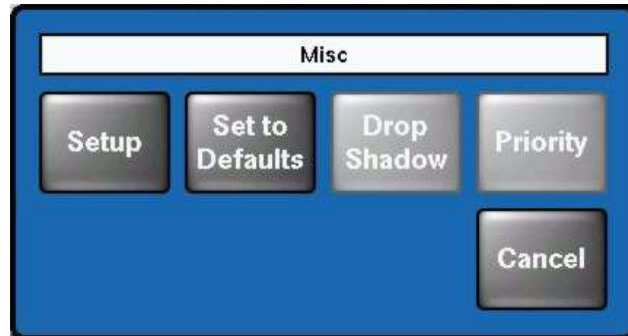 Misc
Setup
Set to
Defaults
Drop
Shadow
Priority
Cancel